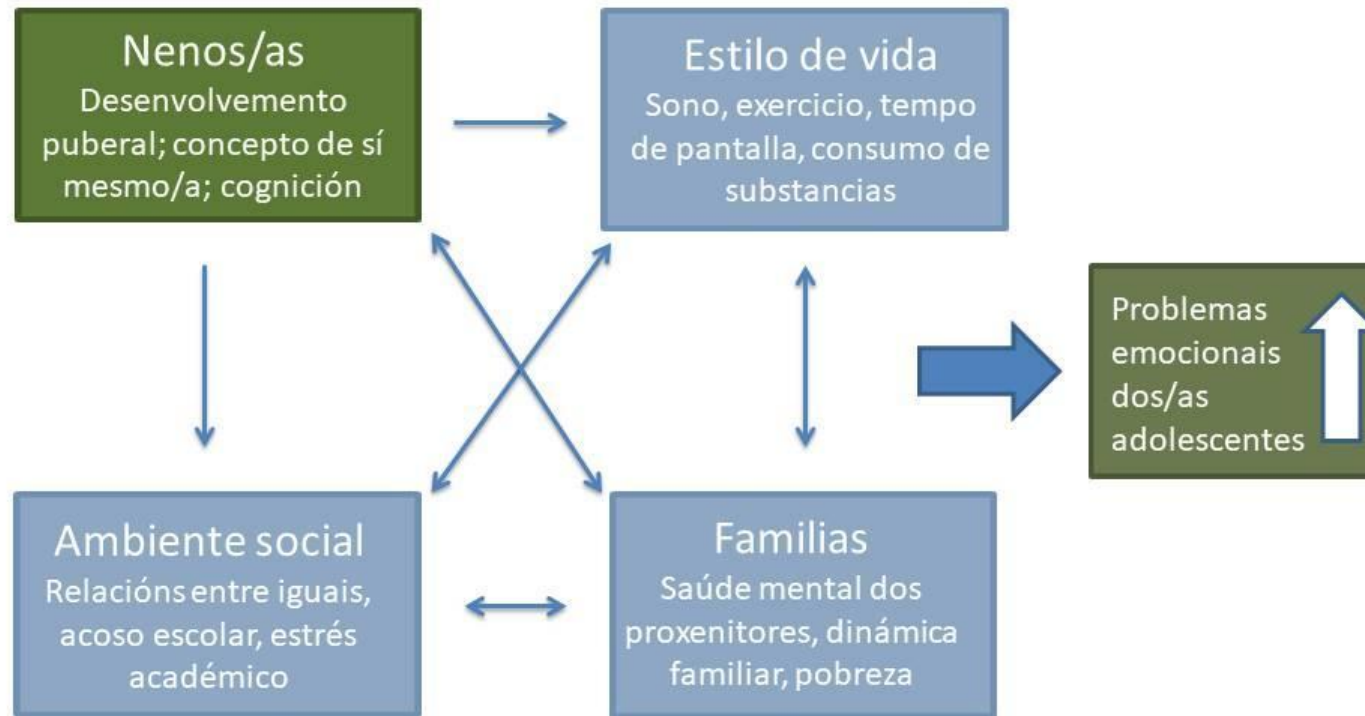 Nenos/as
Desenvolvemento
puberal; concepto de sí
mesmo/a; cognición
Estilo de vida
Sono, exercicio, tempo
de pantalla, consumo de
substancias
Problemas
emocionais
dos/as
adolescentes
Ambiente social
Relacións entre iguais,
acoso escolar, estrés
académico
Familias
Saúde mental dos
proxenitores, dinámica
familiar, pobreza